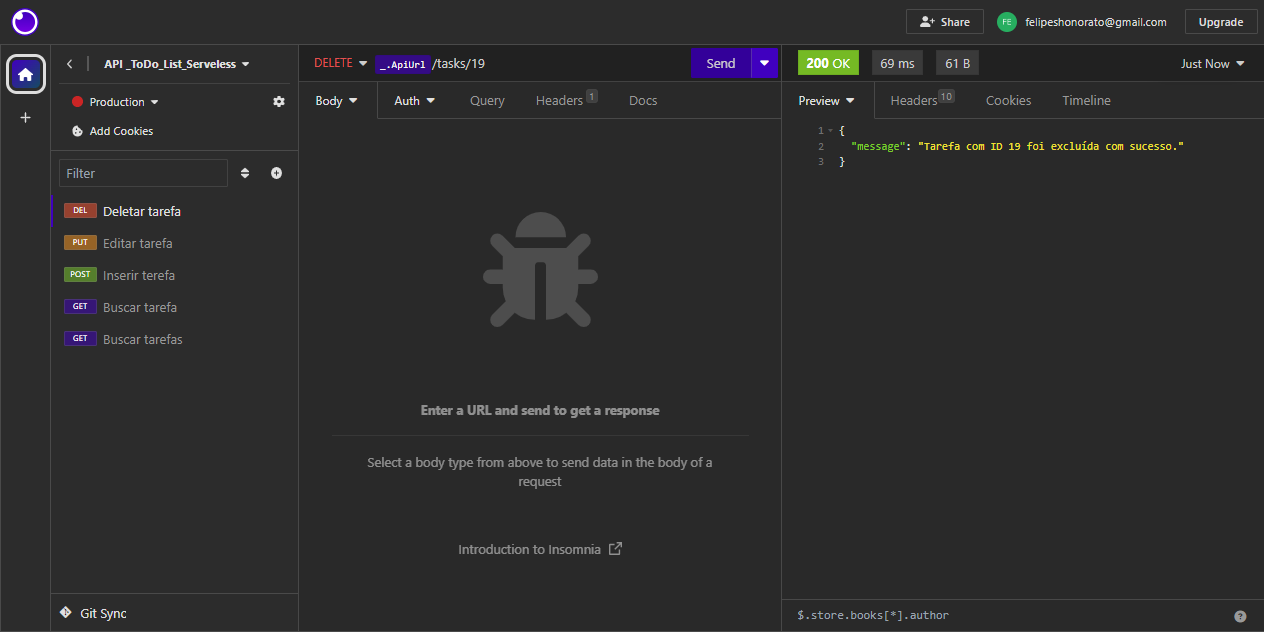 Share
FE
felipeshonorato@gmail.com
Upgrade
API _ToDo_List_Serveless
Production
Add Cookies
Filter
DEL Deletar tarefa
PUT Editar tarefa
POST Inserir terefa
GET Buscar tarefa
GET Buscar tarefas
Git Sync
DELETE _.ApiUrl /tasks/19 Send
Body Auth Query Headers 1 Docs
Enter a URL and send to get a response
Select a body type from above to send data in the body of a
request
Introduction to Insomnia
200 OK 69 ms 61 B Just Now
Preview Headers 10 Cookies Timeline
1 {
2 "message": "Tarefa com ID 19 foi excluída com sucesso."
3 }
$.store.books[*].author
?